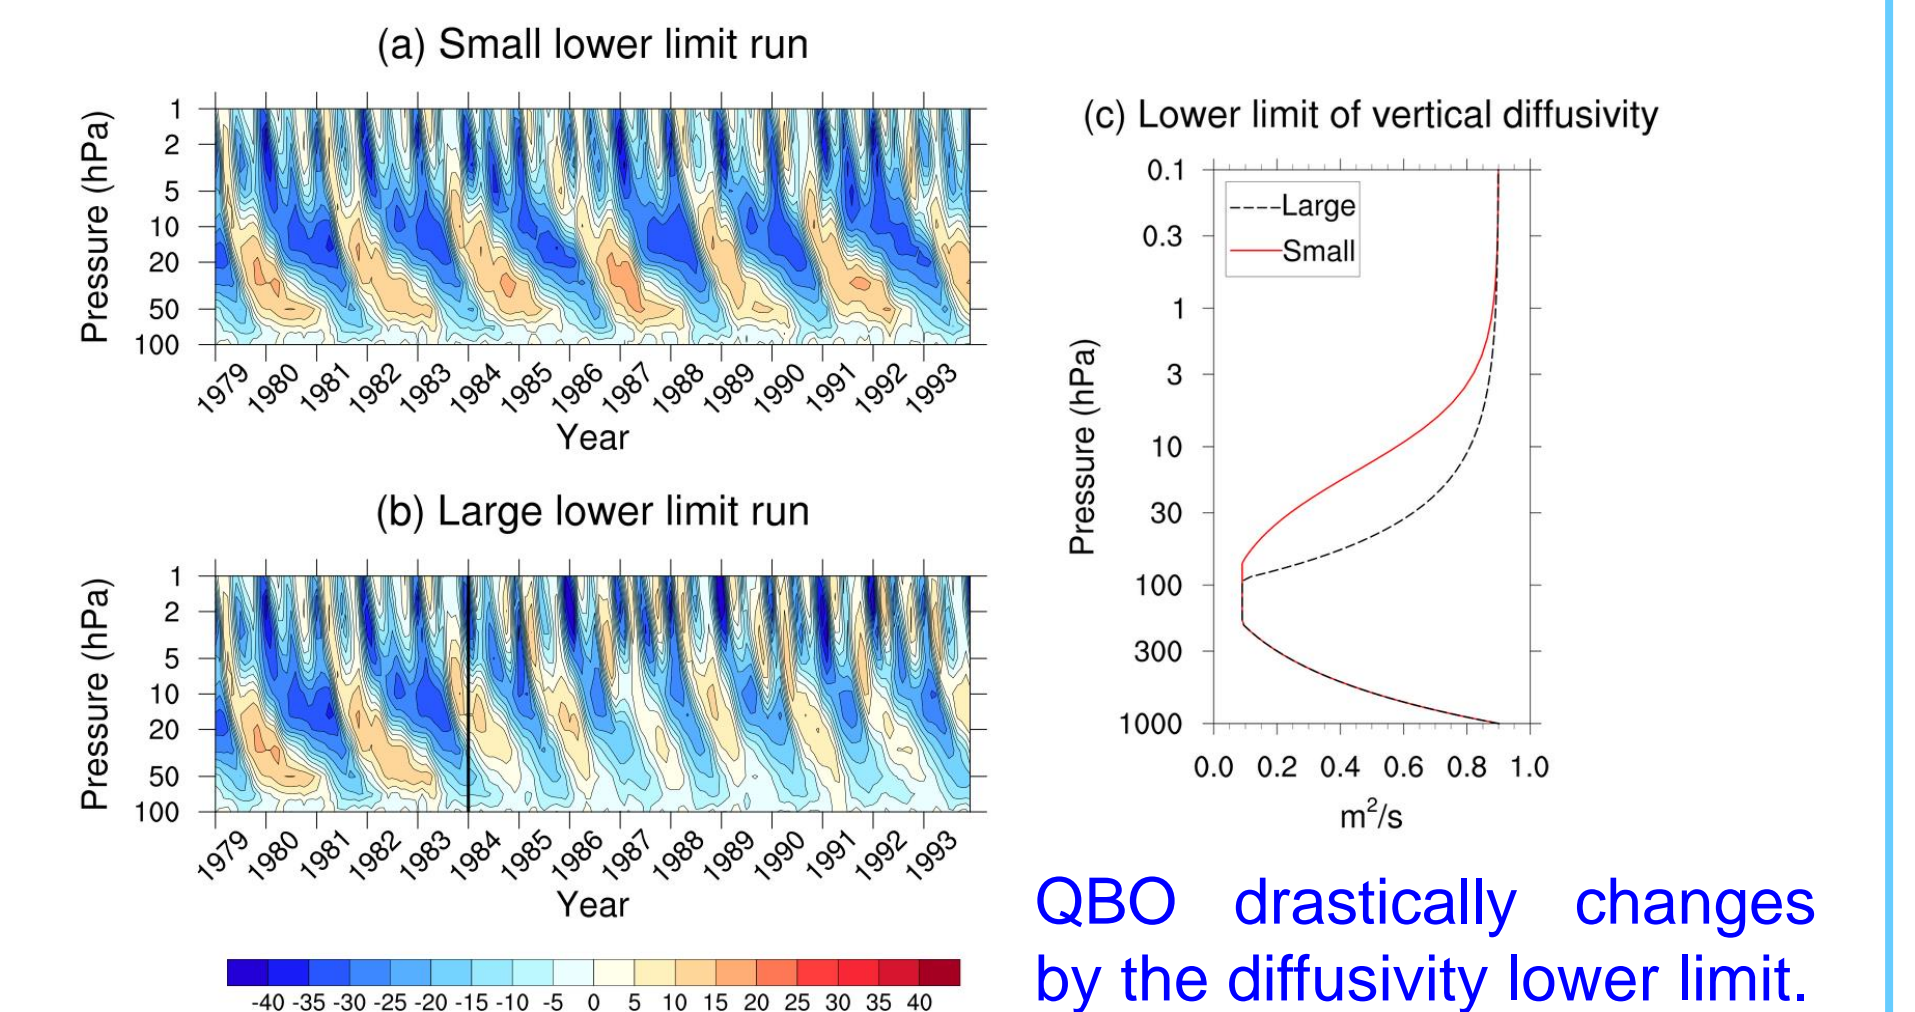 (a) Small lower limit run
Pressure (hPa)
1
2
5
10
20
50
100
1979 1980 1981 1982 1983 1984 1985 1986 1987 1988 1989 1990 1991 1992 1993
Year
(b) Large lower limit run
Pressure (hPa)
1
2
5
10
20
50
100
1979 1980 1981 1982 1983 1984 1985 1986 1987 1988 1989 1990 1991 1992 1993
Year
-40 -35 -30 -25 -20 -15 -10 -5 0 5 10 15 20 25 30 35 40
(c) Lower limit of vertical diffusivity
Pressure (hPa)
0.1
0.3
1
3
10
30
100
300
1000
Large
Small
0.0 0.2 0.4 0.6 0.8 1.0
m²/s
QBO drastically changes
by the diffusivity lower limit.